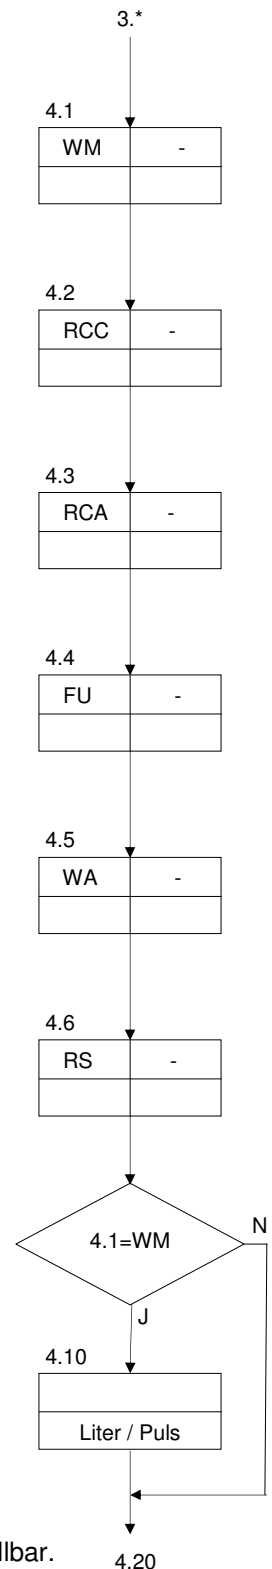 3.*
4.1
WM -
4.2
RCC -
4.3
RCA -
4.4
FU -
4.5
WA -
4.6
RS -
4.1=WM
N
J
4.10
Liter / Puls
llbar.
4.20